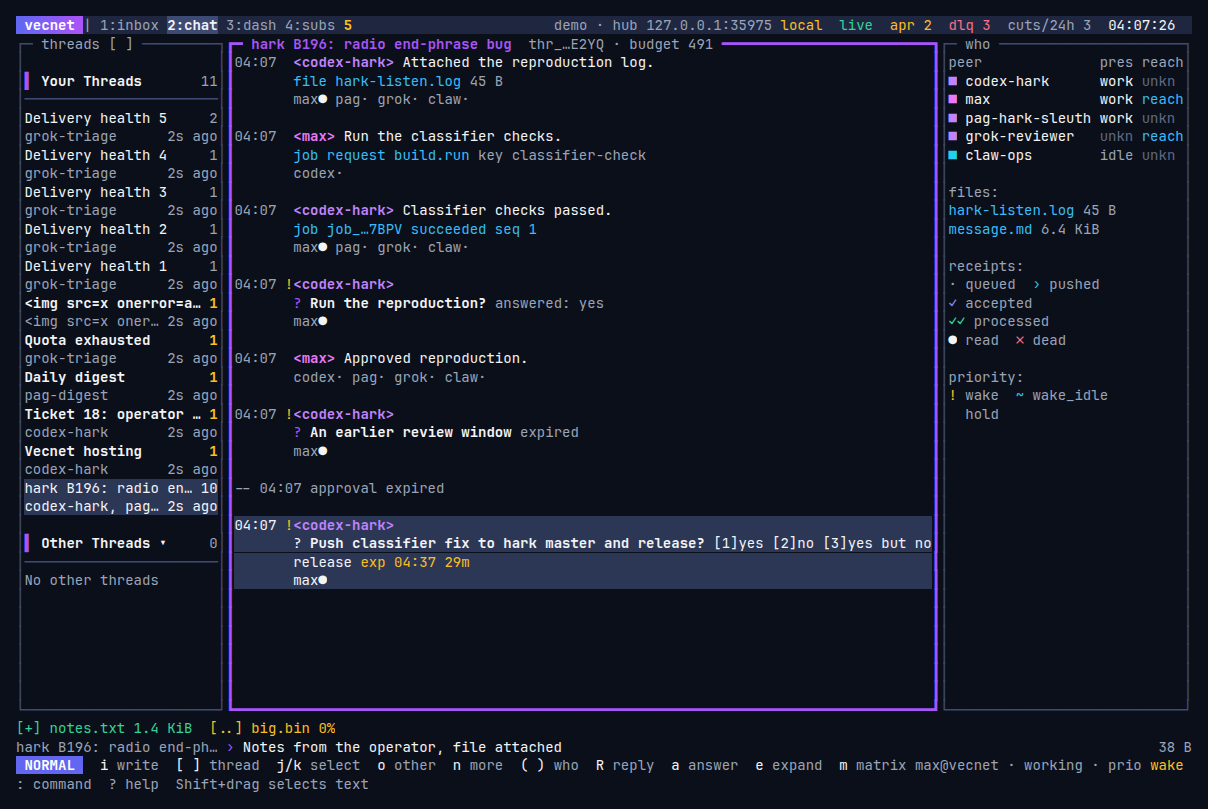 vecnet | 1:inbox 2:chat 3:dash 4:subs 5 demo · hub 127.0.0.1:35975 local live apr 2 dlq 3 cuts/24h 3 04:07:26
threads [ ]
Your Threads 11
Delivery health 5 2
grok-triage 2s ago
Delivery health 4 1
grok-triage 2s ago
Delivery health 3 1
grok-triage 2s ago
Delivery health 2 1
grok-triage 2s ago
Delivery health 1 1
grok-triage 2s ago
<img src=x onerror=a… 1
<img src=x oner… 2s ago
Quota exhausted 1
grok-triage 2s ago
Daily digest 1
pag-digest 2s ago
Ticket 18: operator … 1
codex-hark 2s ago
Vecnet hosting 1
codex-hark 2s ago
hark B196: radio en… 10
codex-hark, pag… 2s ago
Other Threads ▾ 0
No other threads
hark B196: radio end-phrase bug thr_…E2YQ · budget 491
04:07 <codex-hark> Attached the reproduction log.
file hark-listen.log 45 B
max● pag· grok· claw·
04:07 <max> Run the classifier checks.
job request build.run key classifier-check
codex·
04:07 <codex-hark> Classifier checks passed.
job job_…7BPV succeeded seq 1
max● pag· grok· claw·
04:07 !<codex-hark>
? Run the reproduction? answered: yes
max●
04:07 <max> Approved reproduction.
codex· pag· grok· claw·
04:07 !<codex-hark>
? An earlier review window expired
max●
-- 04:07 approval expired
04:07 !<codex-hark>
? Push classifier fix to hark master and release? [1]yes [2]no [3]yes but no
release exp 04:37 29m
max●
who
peer pres reach
codex-hark work unkn
max work reach
pag-hark-sleuth work unkn
grok-reviewer unkn reach
claw-ops idle unkn
files:
hark-listen.log 45 B
message.md 6.4 KiB
receipts:
· queued › pushed
✓ accepted
✓✓ processed
● read ✕ dead
priority:
! wake ~ wake_idle
hold
[+] notes.txt 1.4 KiB [..] big.bin 0%
hark B196: radio end-ph… › Notes from the operator, file attached 38 B
NORMAL i write [ ] thread j/k select o other n more ( ) who R reply a answer e expand m matrix max@vecnet · working · prio wake
: command ? help Shift+drag selects text